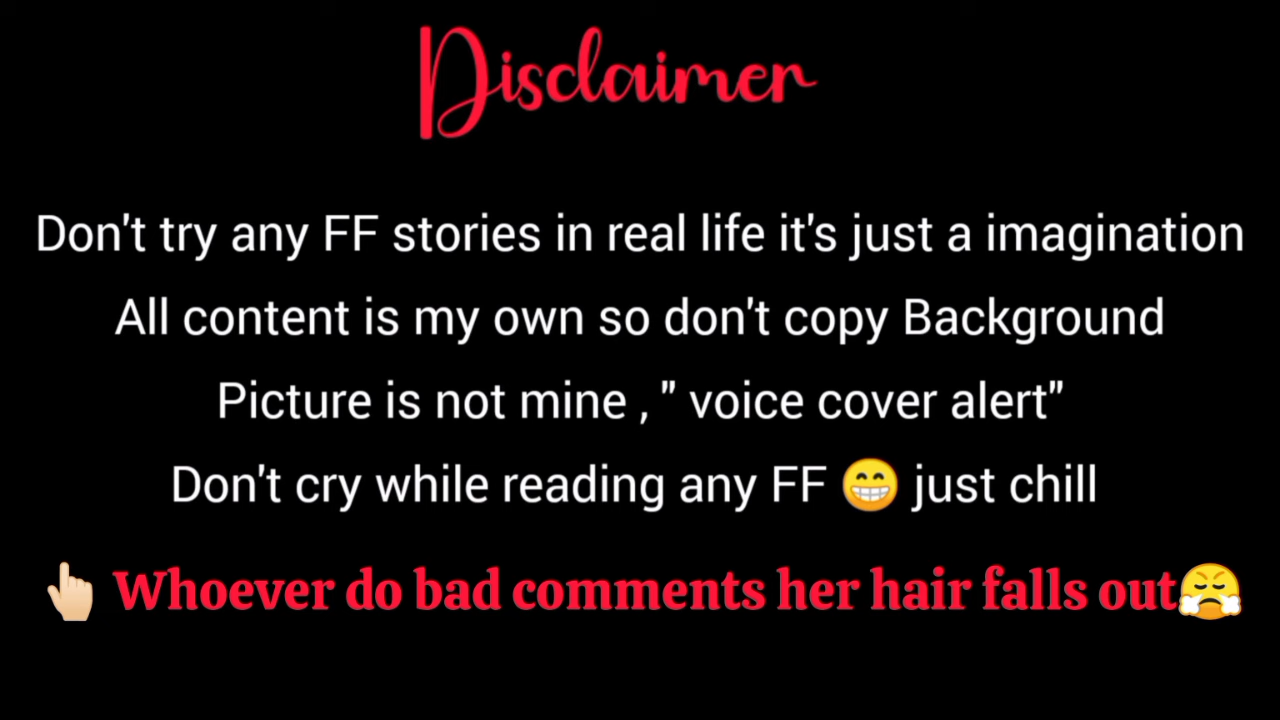 Disclaimer
Don't try any FF stories in real life it's just a imagination
All content is my own so don't copy Background
Picture is not mine , " voice cover alert"
Don't cry while reading any FF 😁 just chill
👆🏻 Whoever do bad comments her hair falls out😤